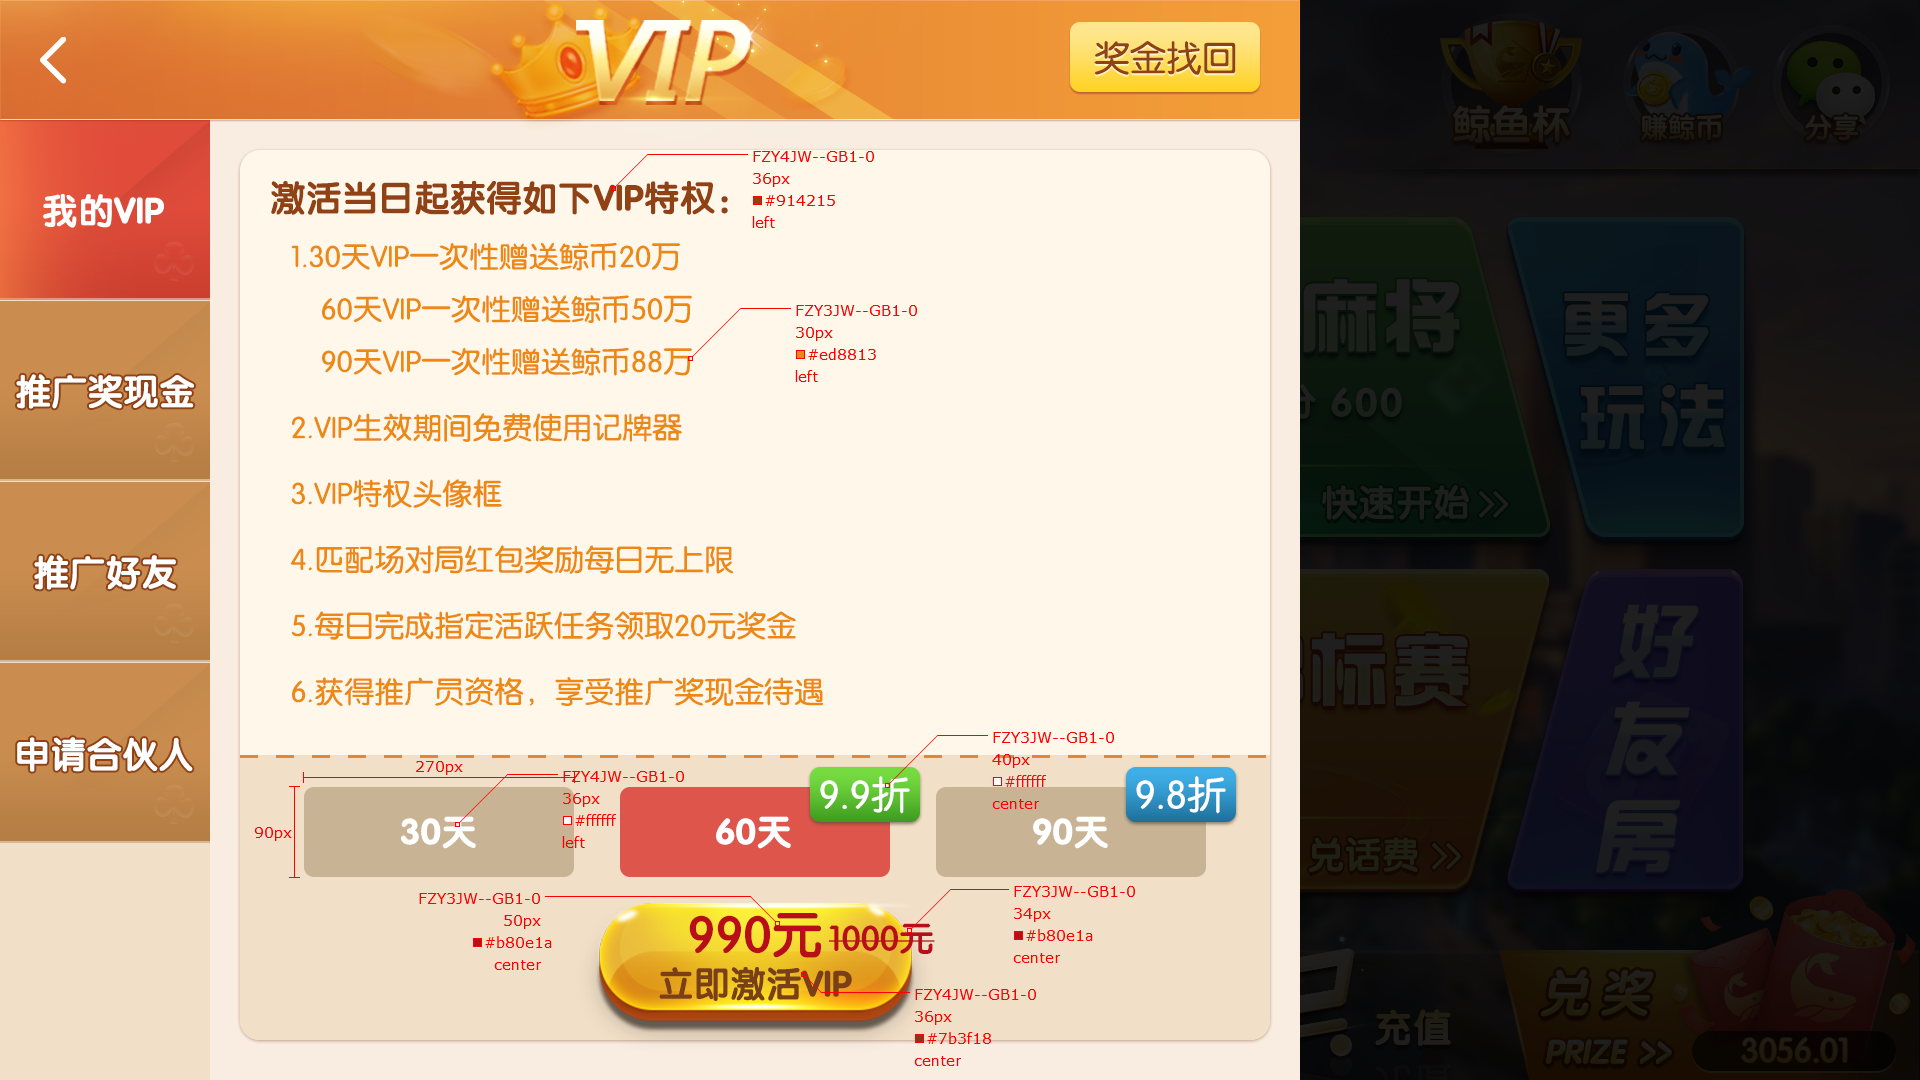 VIP
奖金找回
鲸鱼杯
赚鲸币
分享
我的VIP
推广奖现金
推广好友
申请合伙人
激活当日起获得如下VIP特权：
FZY4JW--GB1-0
36px
#914215
left
1.30天VIP一次性赠送鲸币20万
60天VIP一次性赠送鲸币50万
90天VIP一次性赠送鲸币88万
FZY3JW--GB1-0
30px
#ed8813
left
2.VIP生效期间免费使用记牌器
3.VIP特权头像框
4.匹配场对局红包奖励每日无上限
5.每日完成指定活跃任务领取20元奖金
6.获得推广员资格，享受推广奖现金待遇
FZY3JW--GB1-0
40px
#ffffff
center
270px
90px
FZY4JW--GB1-0
36px
#ffffff
left
30天
60天
9.9折
90天
9.8折
FZY3JW--GB1-0
50px
#b80e1a
center
990元 1000元
立即激活VIP
FZY3JW--GB1-0
34px
#b80e1a
center
FZY4JW--GB1-0
36px
#7b3f18
center
麻将
分 600
快速开始
更多
玩法
标赛
兑话费
好友房
充值
兑奖
PRIZE >>
3056.01